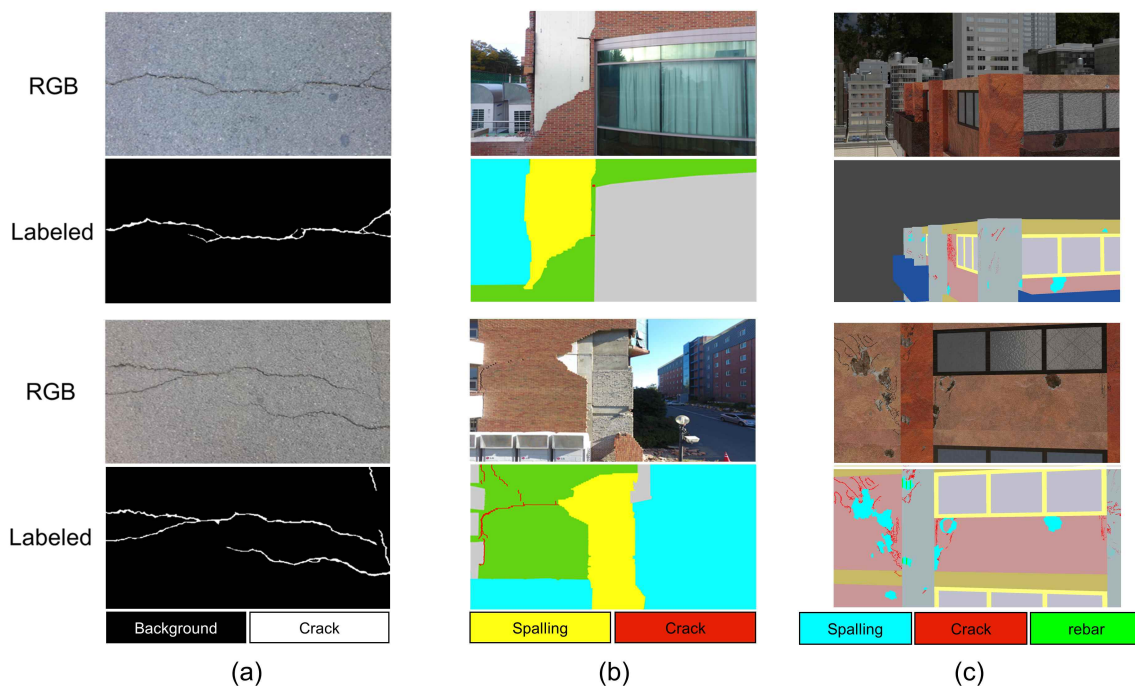 RGB
Labeled
RGB
Labeled
Background
Crack
Spalling
Crack
Spalling
Crack
rebar
(a)
(b)
(c)